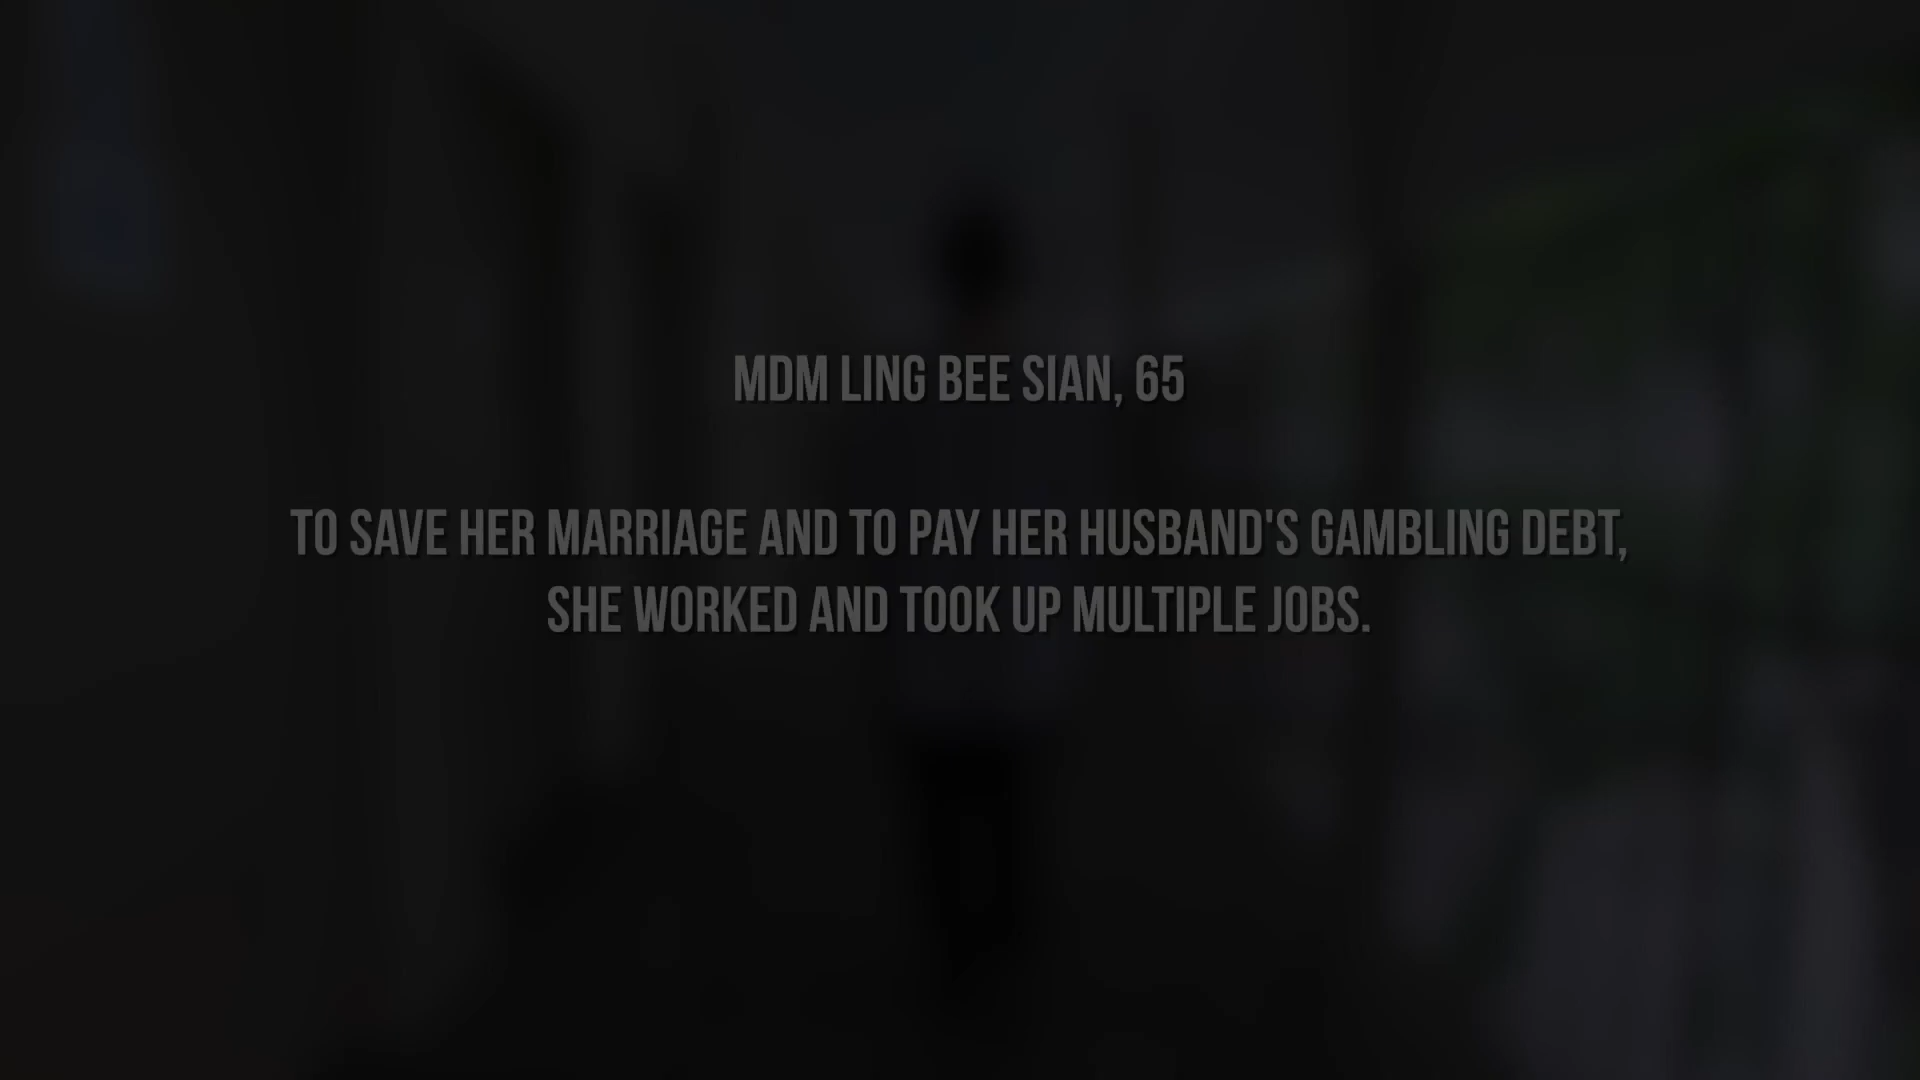 MDM LING BEE SIAN, 65
TO SAVE HER MARRIAGE AND TO PAY HER HUSBAND'S GAMBLING DEBT,
SHE WORKED AND TOOK UP MULTIPLE JOBS.